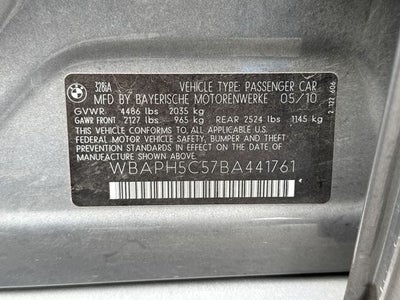 BMW
328iA VEHICLE TYPE: PASSENGER CAR
MFD BY BAYERISCHE MOTORENWERKE 05/10
GVWR: 4486 lbs 2035 kg
GAWR FRONT: 2127 lbs 965 kg REAR: 2524 lbs 1145 kg
THIS VEHICLE CONFORMS TO ALL APPLICABLE U.S.
FEDERAL MOTOR VEHICLE SAFETY, BUMPER,
AND THEFT PREVENTION STANDARDS IN EFFECT
ON THE DATE OF MANUFACTURE SHOWN ABOVE.
WBAPH5C57BA441761